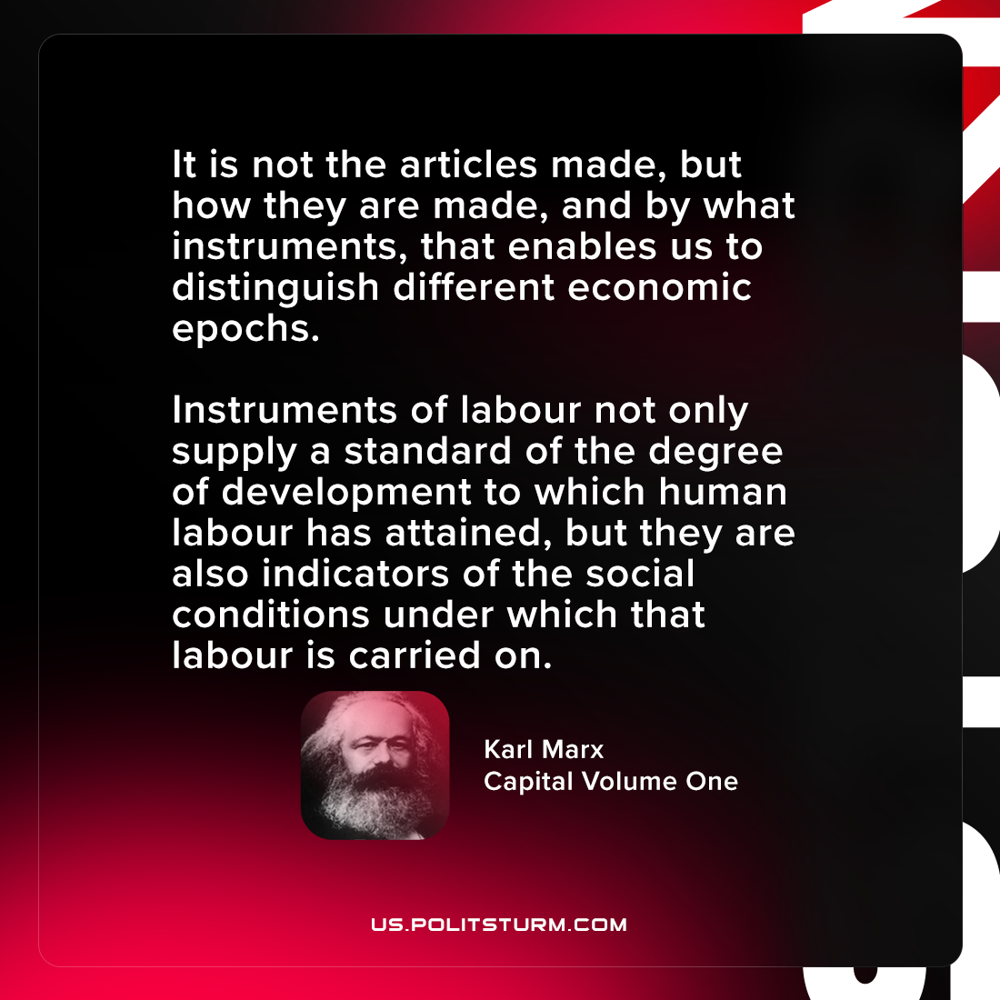 It is not the articles made, but
how they are made, and by what
instruments, that enables us to
distinguish different economic
epochs.
Instruments of labour not only
supply a standard of the degree
of development to which human
labour has attained, but they are
also indicators of the social
conditions under which that
labour is carried on.
Karl Marx
Capital Volume One
US.POLITSTURM.COM